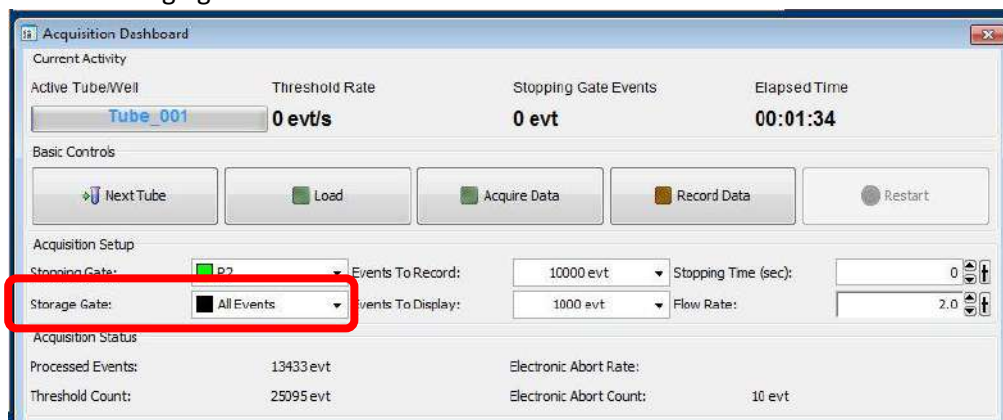 Acquisition Dashboard
Current Activity
Active Tube/Well Threshold Rate Stopping Gate Events Elapsed Time
Tube_001 0 evt/s 0 evt 00:01:34
Basic Controls
Next Tube Load Acquire Data Record Data Restart
Acquisition Setup
Stopping Gate: P2 Events To Record: 10000 evt Stopping Time (sec): 0
Storage Gate: All Events Events To Display: 1000 evt Flow Rate: 2.0
Acquisition Status
Processed Events: 13433 evt Electronic Abort Rate:
Threshold Count: 25095 evt Electronic Abort Count: 10 evt